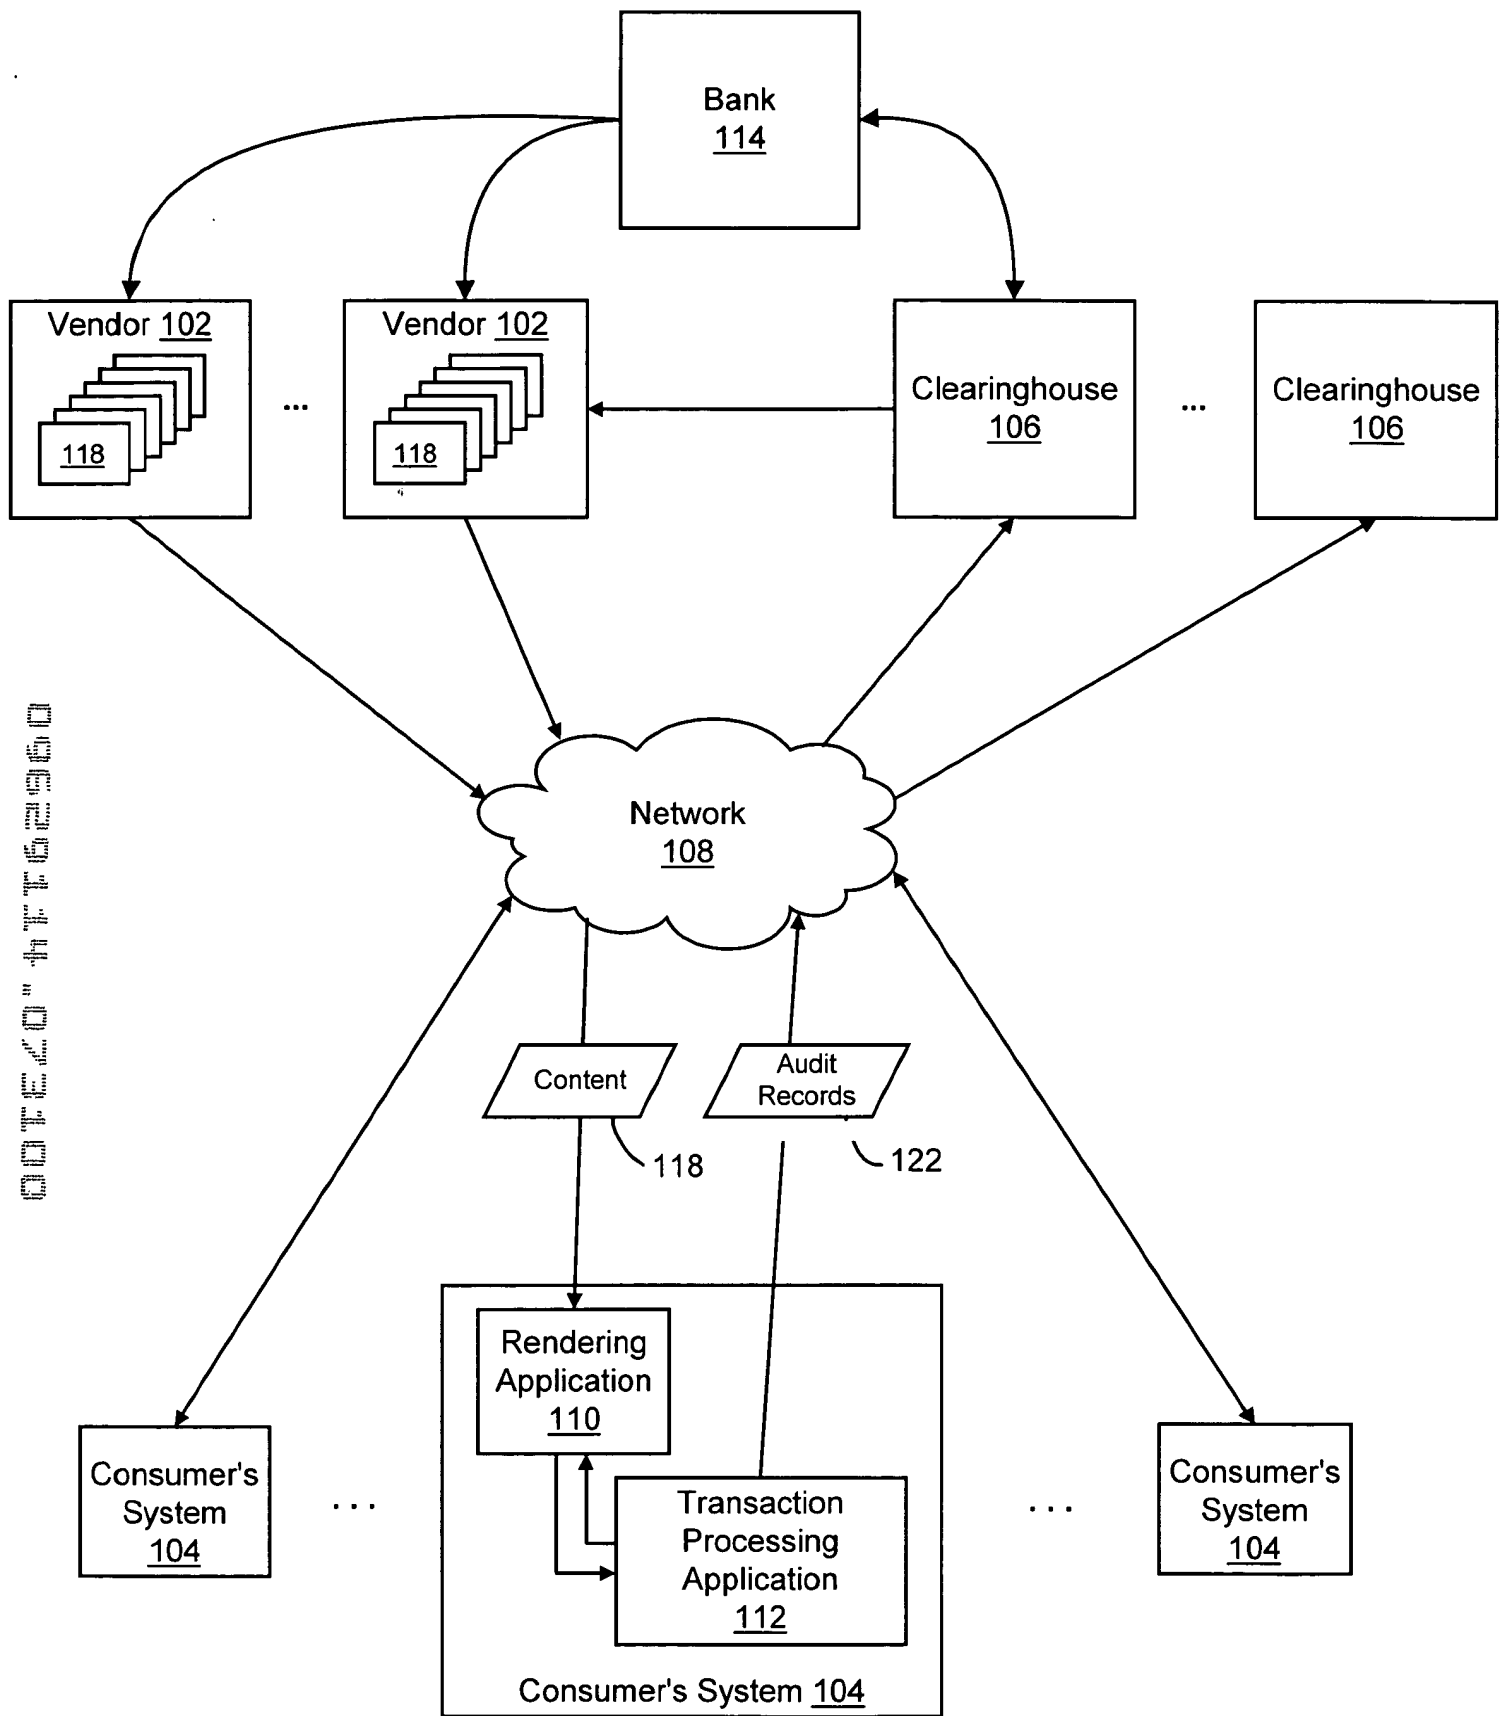 Bank
114
Vendor 102
118
...
Vendor 102
118
Clearinghouse
106
...
Clearinghouse
106
Network
108
Content
118
Audit
Records
122
Rendering
Application
110
Transaction
Processing
Application
112
Consumer's System 104
Consumer's
System
104
...
...
Consumer's
System
104